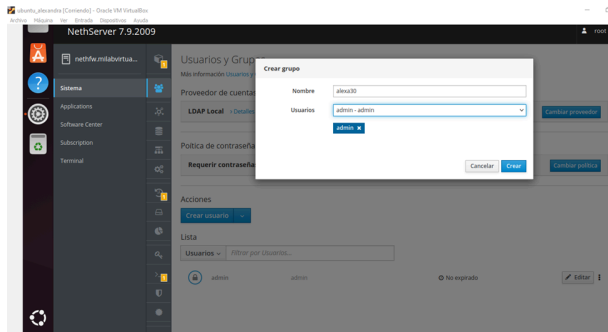 ubuntu_alexandra [Corriendo] - Oracle VM VirtualBox
Archivo Máquina Ver Entrada Dispositivos Ayuda
NethServer 7.9.2009
root
nethfw.milabvirtua...
Sistema
Applications
Software Center
Subscription
Terminal
Usuarios y Grup
Más información Usuarios y
Proveedor de cuenta
LDAP Local
Detalles
Cambiar proveedor
Política de contraseña
Requerir contraseña
Cambiar política
Crear grupo
Nombre
alexa30
Usuarios
admin - admin
admin ×
Cancelar
Crear
Acciones
Crear usuario
Lista
Usuarios
Filtrar por Usuarios...
admin
admin
No expirado
Editar